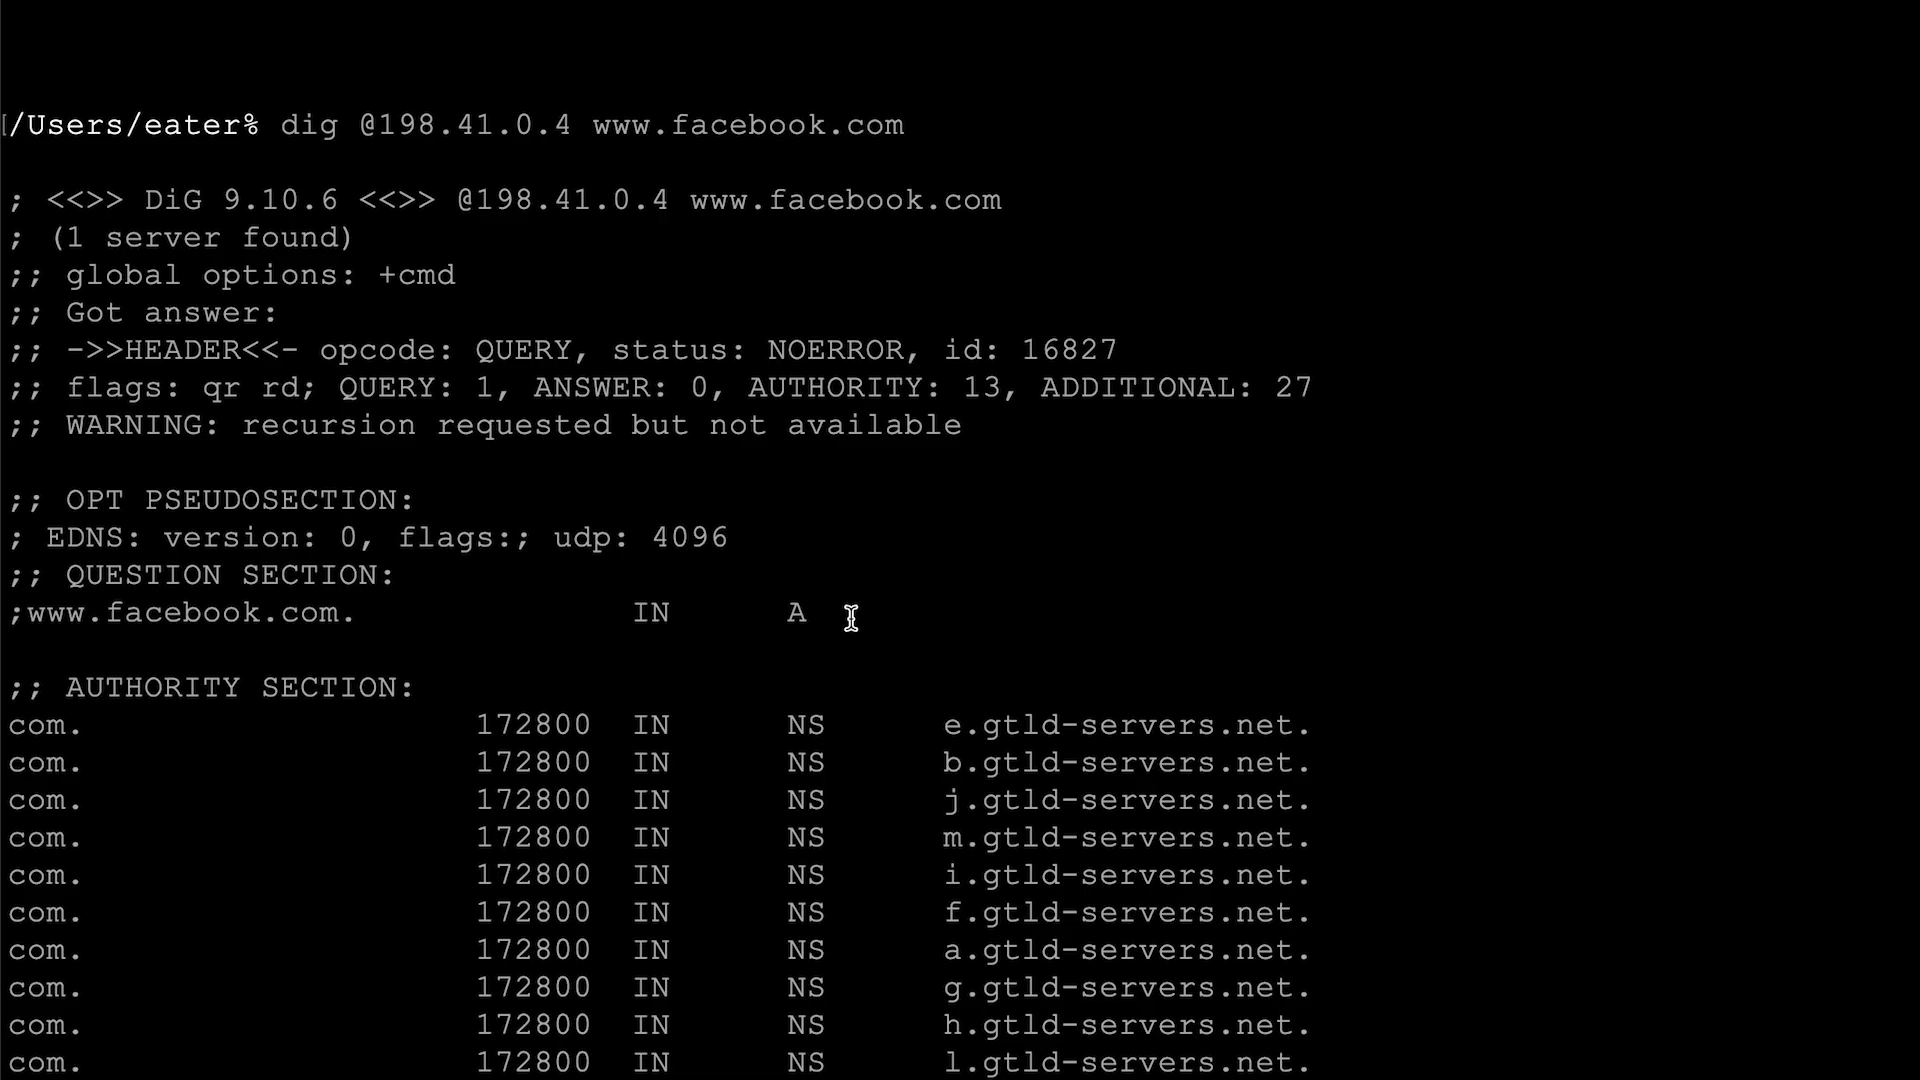 [/Users/eater% dig @198.41.0.4 www.facebook.com
; <<>> DiG 9.10.6 <<>> @198.41.0.4 www.facebook.com
; (1 server found)
;; global options: +cmd
;; Got answer:
;; ->>HEADER<<- opcode: QUERY, status: NOERROR, id: 16827
;; flags: qr rd; QUERY: 1, ANSWER: 0, AUTHORITY: 13, ADDITIONAL: 27
;; WARNING: recursion requested but not available
;; OPT PSEUDOSECTION:
; EDNS: version: 0, flags:; udp: 4096
;; QUESTION SECTION:
;www.facebook.com. IN A
;; AUTHORITY SECTION:
com. 172800 IN NS e.gtld-servers.net.
com. 172800 IN NS b.gtld-servers.net.
com. 172800 IN NS j.gtld-servers.net.
com. 172800 IN NS m.gtld-servers.net.
com. 172800 IN NS i.gtld-servers.net.
com. 172800 IN NS f.gtld-servers.net.
com. 172800 IN NS a.gtld-servers.net.
com. 172800 IN NS g.gtld-servers.net.
com. 172800 IN NS h.gtld-servers.net.
com. 172800 IN NS l.gtld-servers.net.